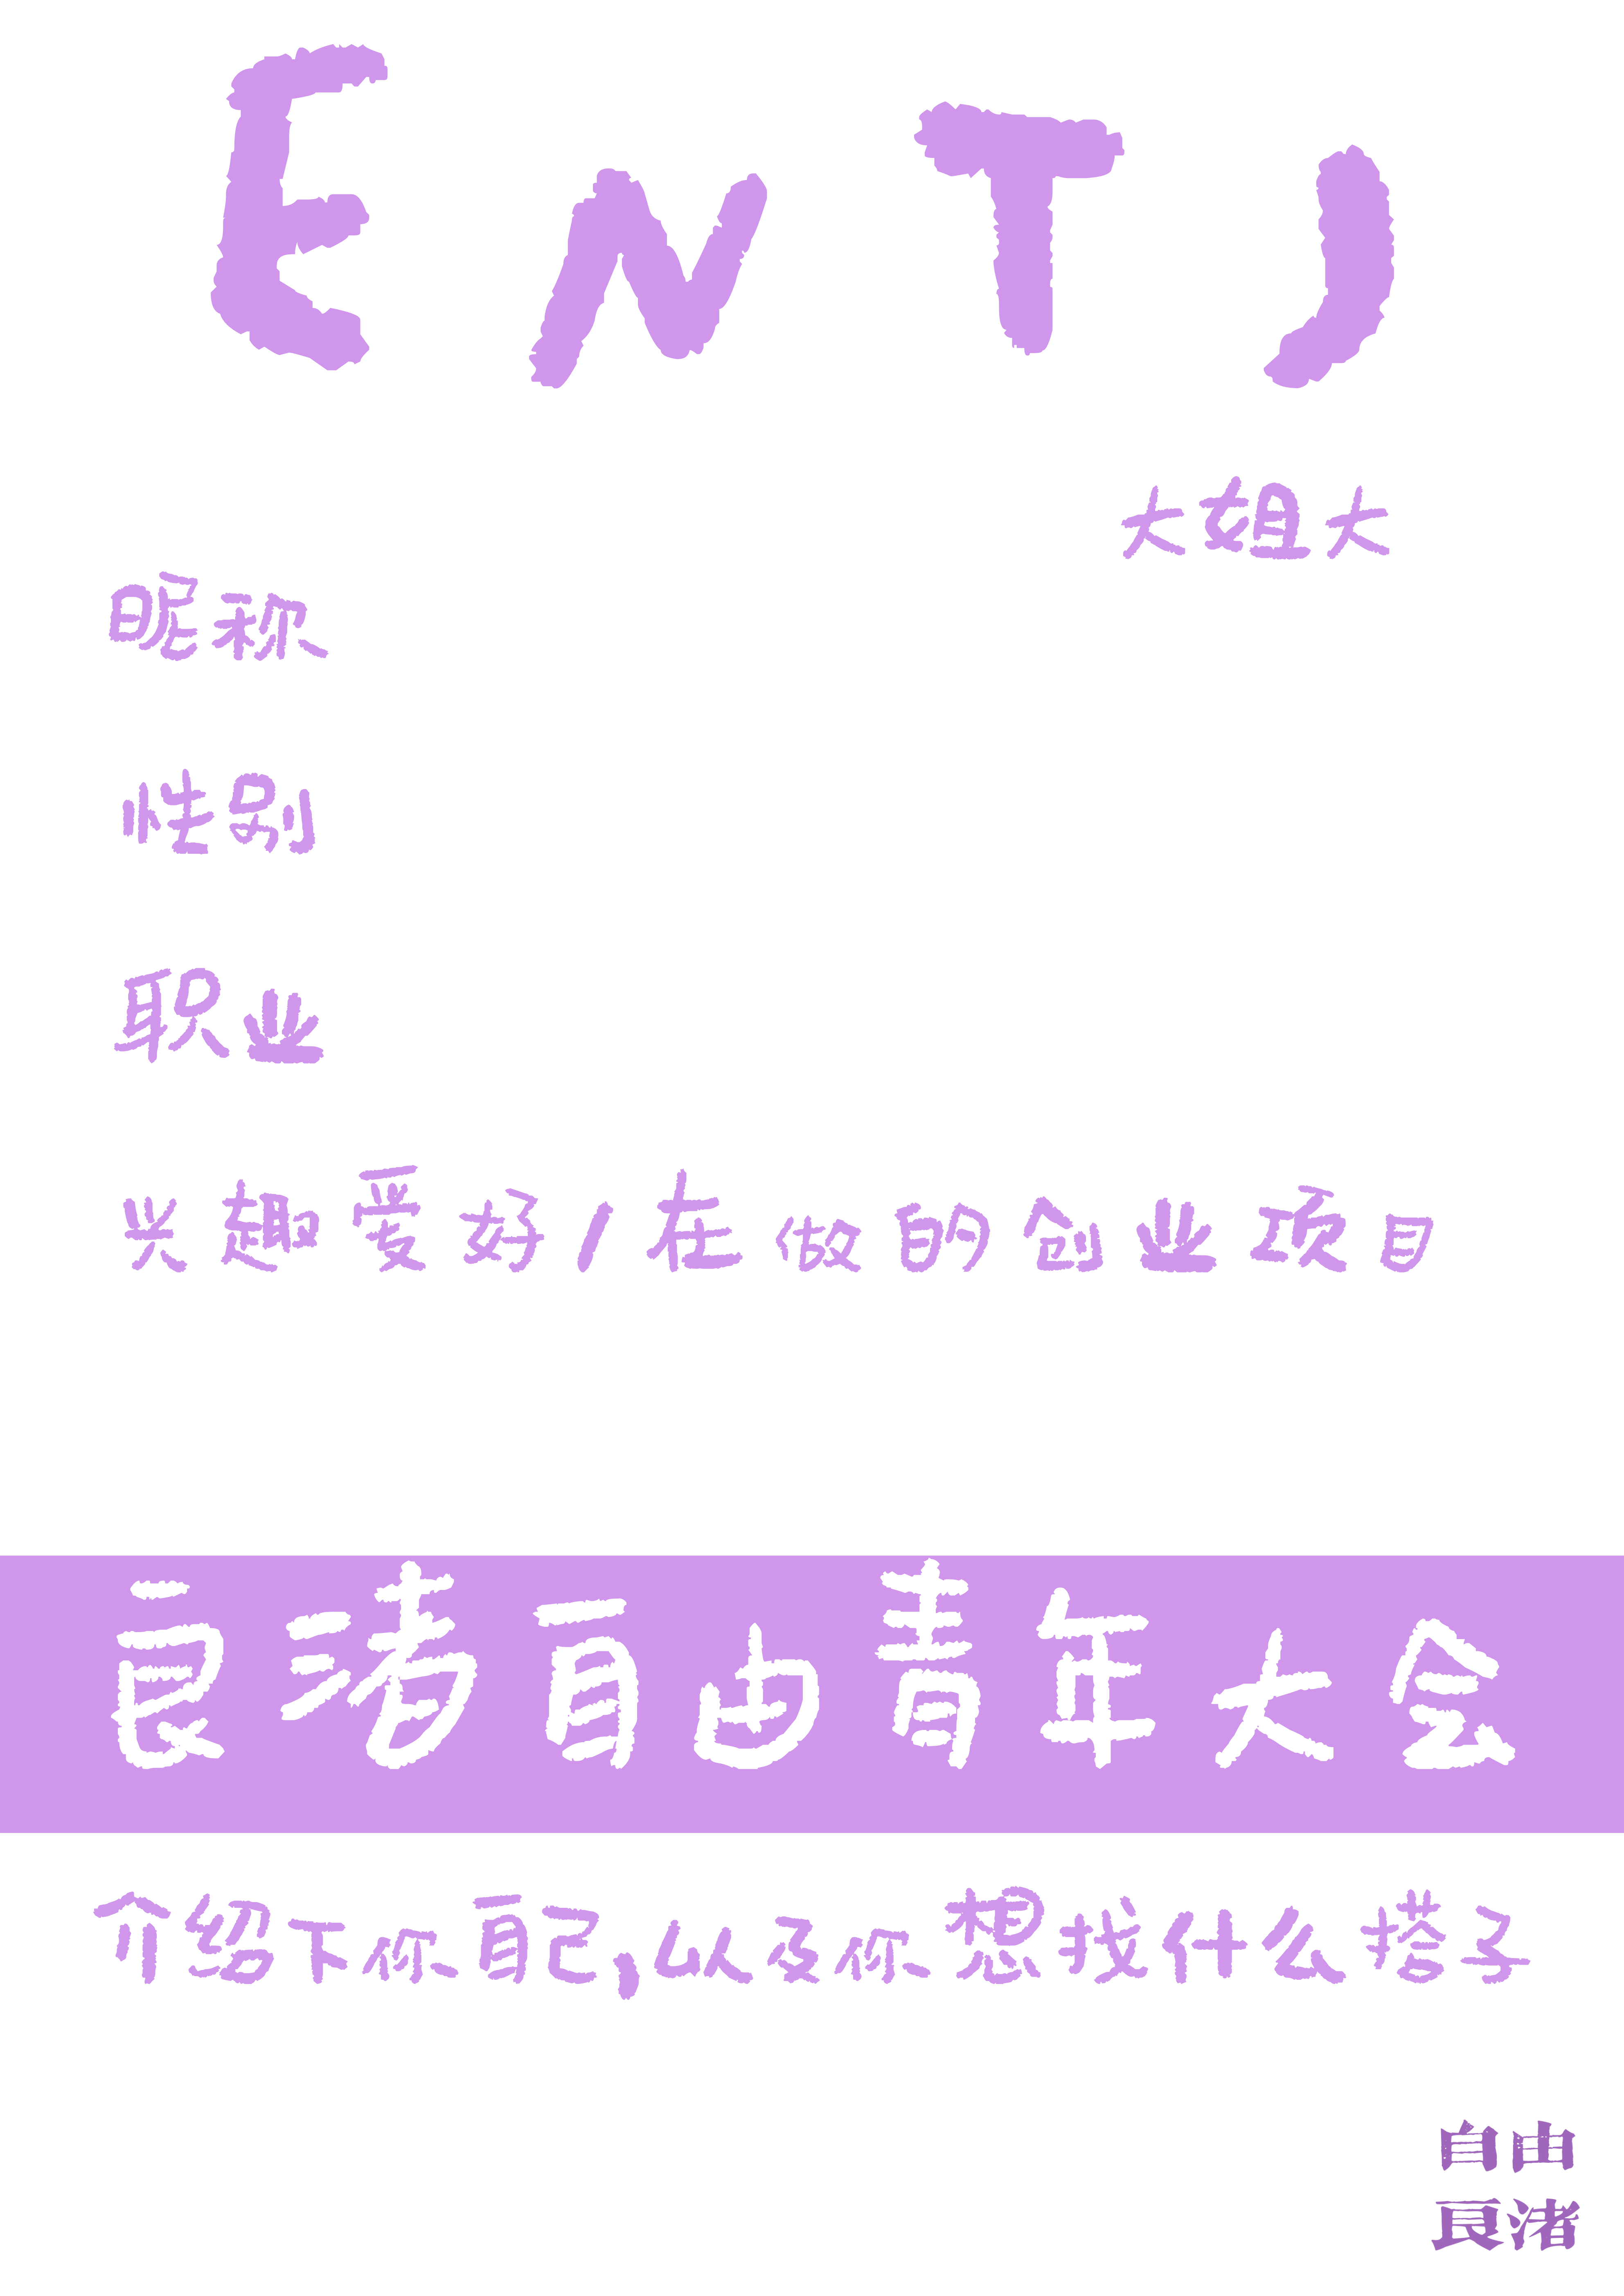 ENTJ
大姐大
昵称
性别
职业
兴趣爱好/在做的创业项目
良渚自由青年大会
介绍下你自己,以及你想找什么搭子
自由
良渚